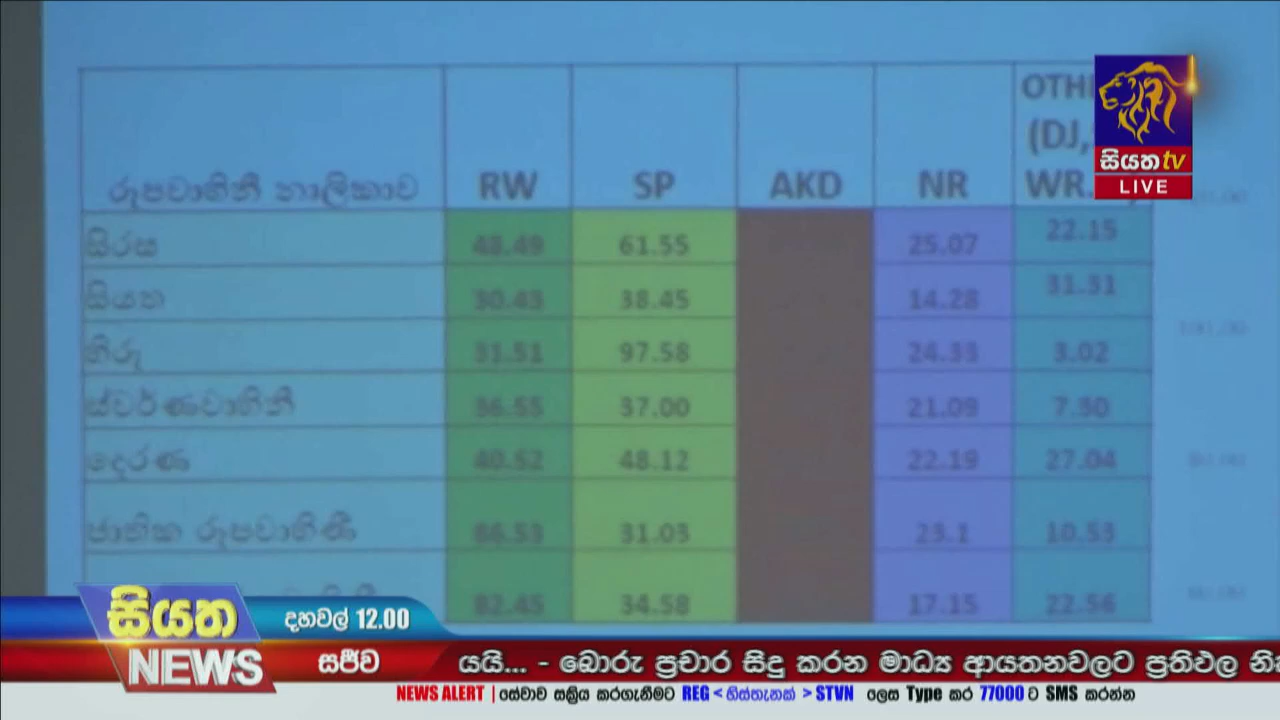 OTH
(DJ,
රූපවාහිනී නාලිකාව RW SP AKD NR WR.
සිරස 48.49 61.55 25.07 22.15
සියත 30.43 38.45 14.28 31.31
හිරු 31.51 97.58 24.33 3.02
ස්වර්ණවාහිනී 36.55 37.00 21.09 7.30
දෙරණ 40.52 48.12 22.19 27.04
ජාතික රූපවාහිණී 86.53 31.03 23.1 10.53
82.45 34.58 17.15 22.56
සියත tv
LIVE
සියත
NEWS
දහවල් 12.00
සජීව
යයි... - බොරු ප්‍රචාර සිදු කරන මාධ්‍ය ආයතනවලට ප්‍රතිඵල
NEWS ALERT | සේවාව සක්‍රිය කරගැනීමට REG < හිස්තැනක් > STVN ලෙස Type කර 77000 ට SMS කරන්න